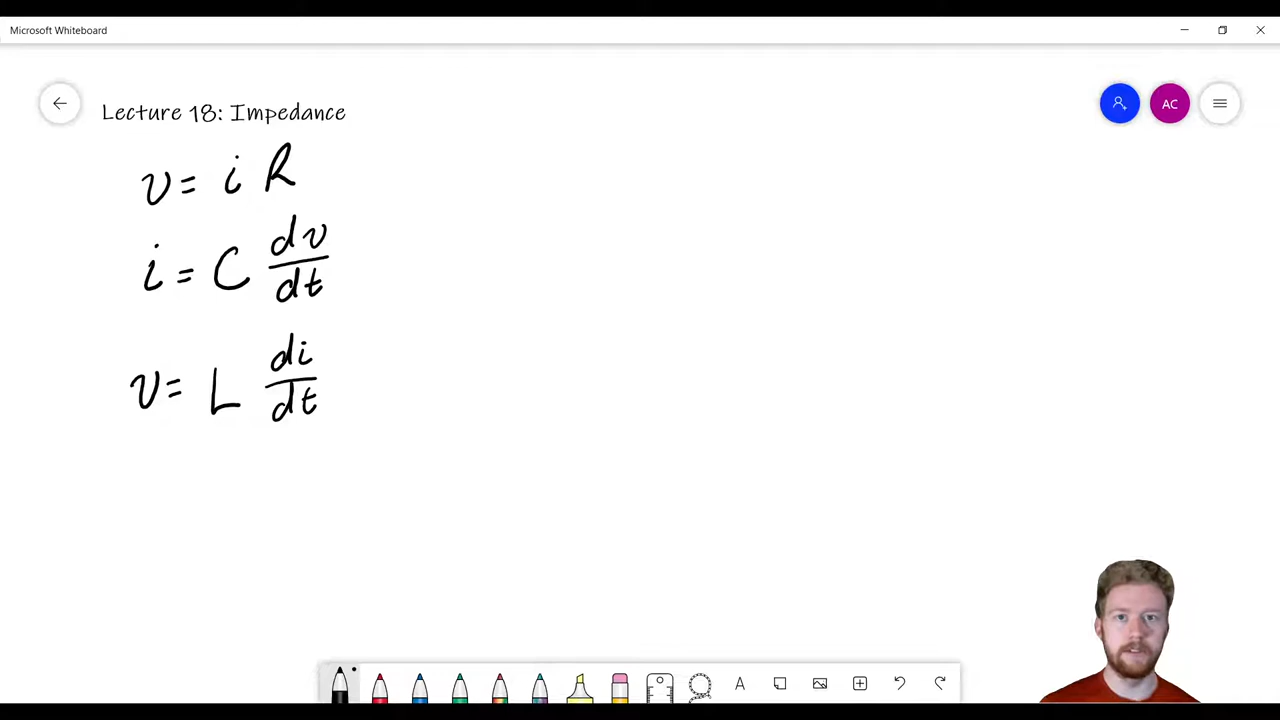 Microsoft Whiteboard
AC
Lecture 18: Impedance
v = i R
i = C dv/dt
v = L di/dt
A